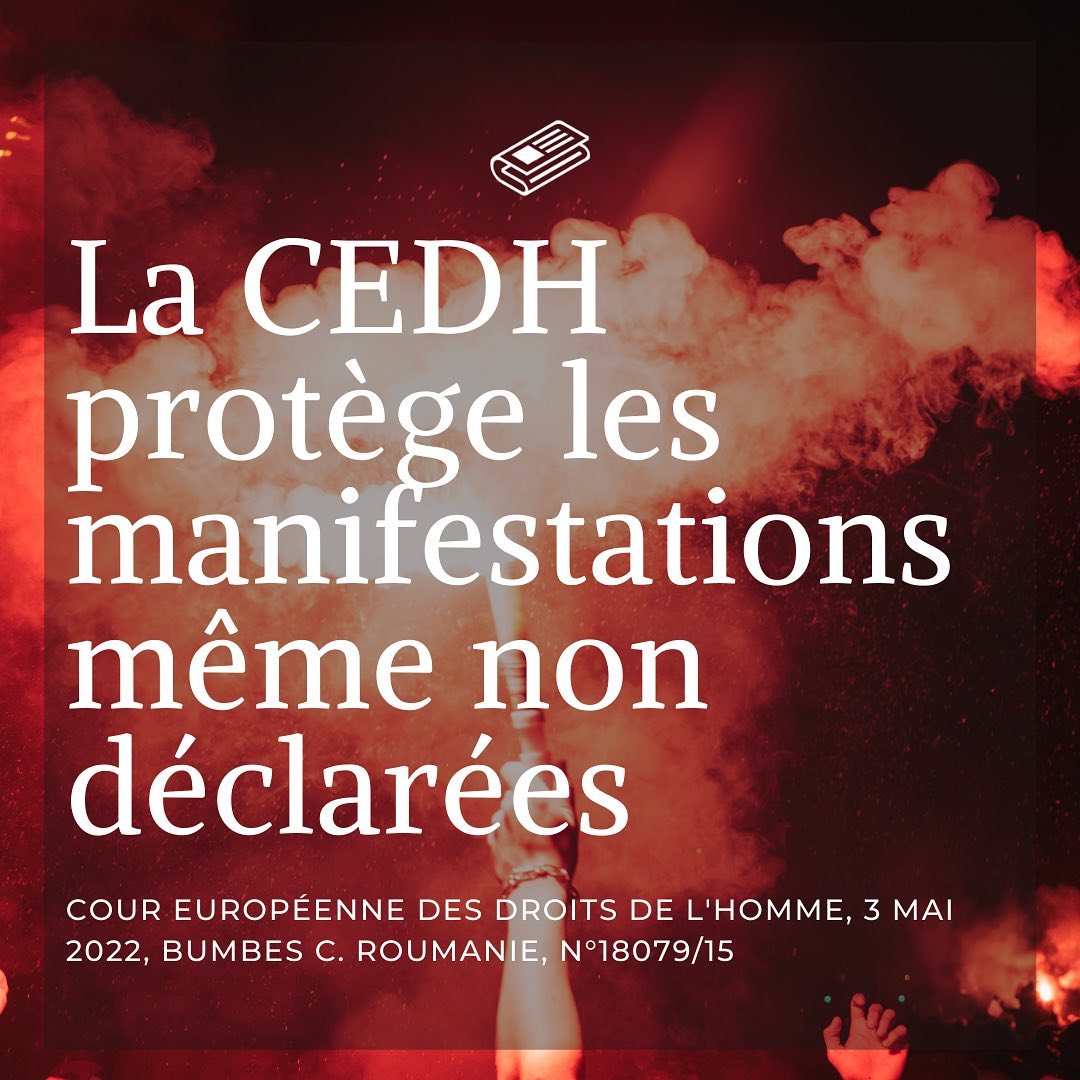 La CEDH
protège les
manifestations
même non
déclarées
COUR EUROPÉENNE DES DROITS DE L'HOMME, 3 MAI
2022, BUMBES C. ROUMANIE, N°18079/15